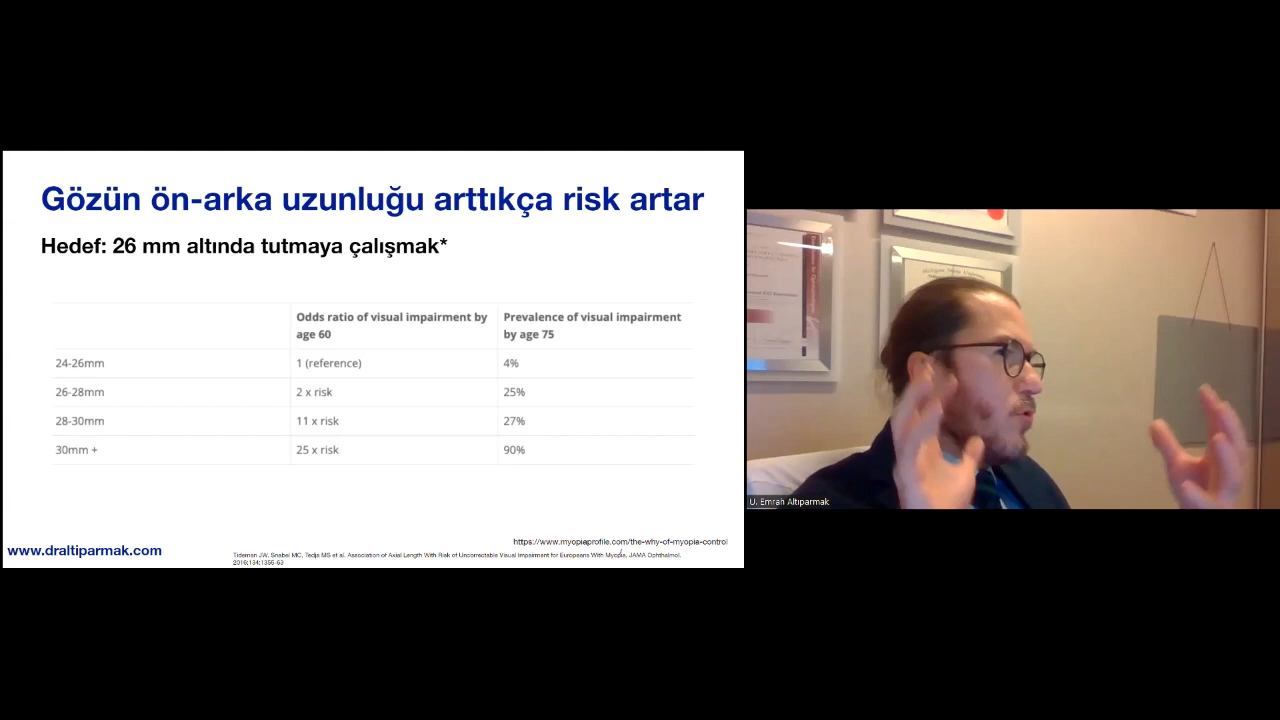 Gözün ön-arka uzunluğu arttıkça risk artar
Hedef: 26 mm altında tutmaya çalışmak*
Odds ratio of visual impairment by age 60
Prevalence of visual impairment by age 75
24-26mm 1 (reference) 4%
26-28mm 2 x risk 25%
28-30mm 11 x risk 27%
30mm + 25 x risk 90%
https://www.myopiaprofile.com/the-why-of-myopia-control
www.draltiparmak.com
Tideman JW, Snabel MC, Tedja MS et al. Association of Axial Length With Risk of Uncorrectable Visual Impairment for Europeans With Myopia. JAMA Ophthalmol.
2016;134:1355-63
U. Emrah Altıparmak